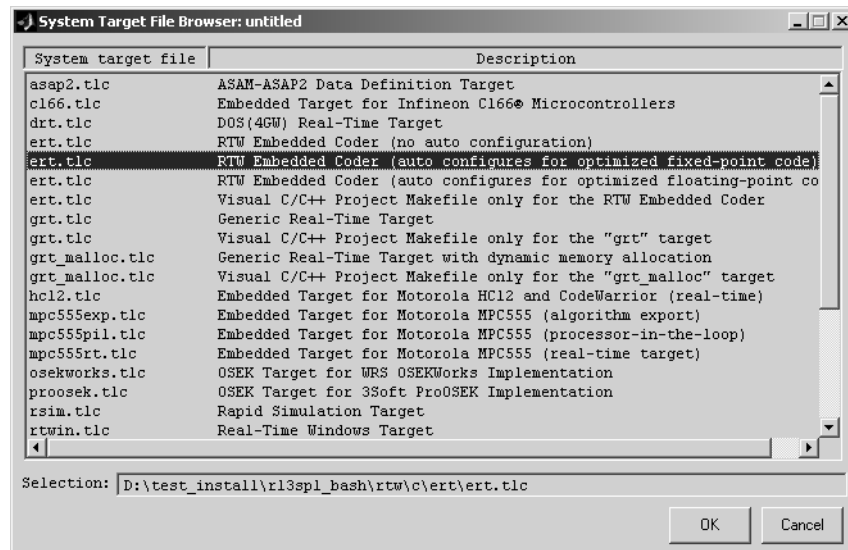 System Target File Browser: untitled
System target file Description
asap2.tlc ASAM-ASAP2 Data Definition Target
c166.tlc Embedded Target for Infineon C166® Microcontrollers
drt.tlc DOS(4GW) Real-Time Target
ert.tlc RTW Embedded Coder (no auto configuration)
ert.tlc RTW Embedded Coder (auto configures for optimized fixed-point code)
ert.tlc RTW Embedded Coder (auto configures for optimized floating-point co
ert.tlc Visual C/C++ Project Makefile only for the RTW Embedded Coder
grt.tlc Generic Real-Time Target
grt.tlc Visual C/C++ Project Makefile only for the "grt" target
grt_malloc.tlc Generic Real-Time Target with dynamic memory allocation
grt_malloc.tlc Visual C/C++ Project Makefile only for the "grt_malloc" target
hc12.tlc Embedded Target for Motorola HC12 and CodeWarrior (real-time)
mpc555exp.tlc Embedded Target for Motorola MPC555 (algorithm export)
mpc555pil.tlc Embedded Target for Motorola MPC555 (processor-in-the-loop)
mpc555rt.tlc Embedded Target for Motorola MPC555 (real-time target)
osekworks.tlc OSEK Target for WRS OSEKWorks Implementation
proosek.tlc OSEK Target for 3Soft ProOSEK Implementation
rsim.tlc Rapid Simulation Target
rtwin.tlc Real-Time Windows Target
Selection: D:\test_install\r13sp1_bash\rtw\c\ert\ert.tlc
OK Cancel